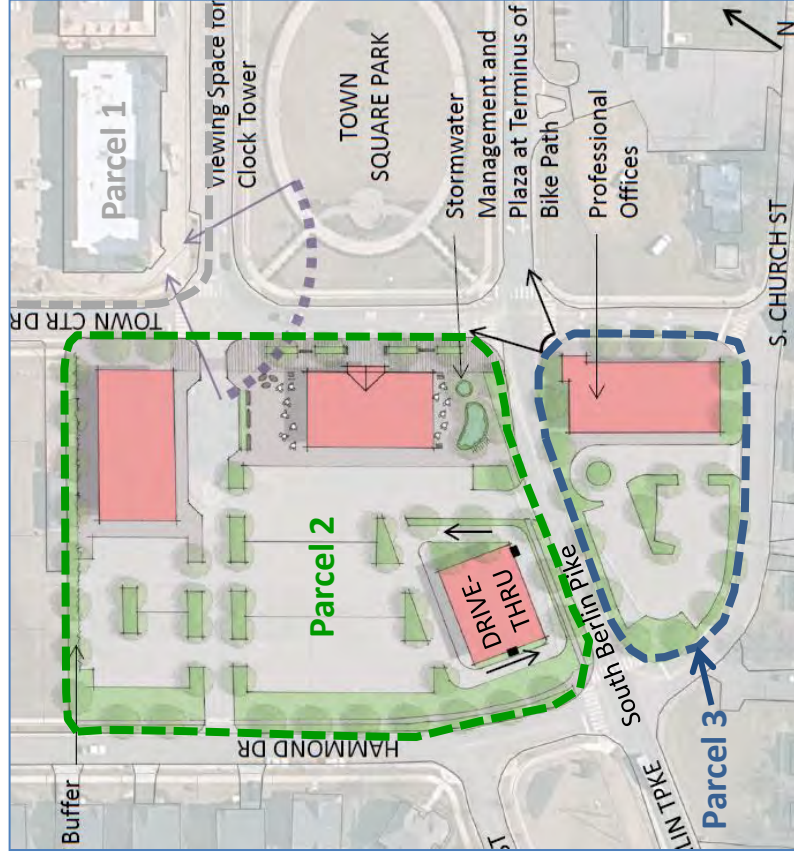 Parcel 1
Viewing Space for
Clock Tower
TOWN
SQUARE PARK
N
TOWN CTR DR
Stormwater
Management and
Plaza at Terminus of
Bike Path
Professional
Offices
S. CHURCH ST
Parcel 2
DRIVE-
THRU
South Berlin Pike
HAMMOND DR
Buffer
Parcel 3
LIN TPKE
ST